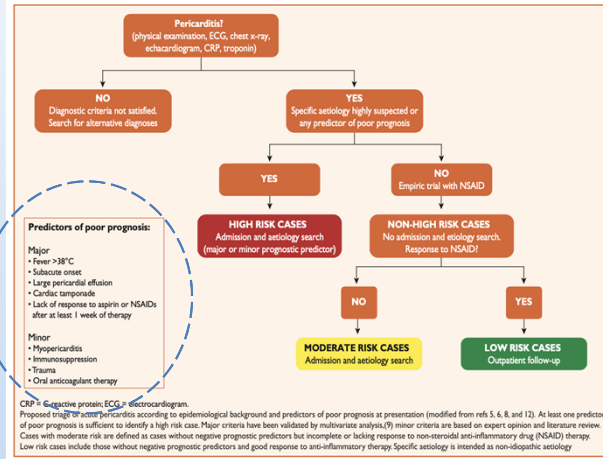 Pericarditis?
(physical examination, ECG, chest x-ray,
echacardiogram, CRP, troponin)
NO
Diagnostic criteria not satisfied.
Search for alternative diagnoses
YES
Specific aetiology highly suspected or
any predictor of poor prognosis
YES
NO
Empiric trial with NSAID
HIGH RISK CASES
Admission and aetiology search
(major or minor prognostic predictor)
NON-HIGH RISK CASES
No admission and etiology search.
Response to NSAID?
NO
YES
MODERATE RISK CASES
Admission and aetiology search
LOW RISK CASES
Outpatient follow-up
Predictors of poor prognosis:
Major
• Fever >38°C
• Subacute onset
• Large pericardial effusion
• Cardiac tamponade
• Lack of response to aspirin or NSAIDs
after at least 1 week of therapy
Minor
• Myopericarditis
• Immunosuppression
• Trauma
• Oral anticoagulant therapy
CRP = C-reactive protein; ECG = electrocardiogram.
Proposed triage of acute pericarditis according to epidemiological background and predictors of poor prognosis at presentation (modified from refs 5, 6, 8, and 12). At least one predictor
of poor prognosis is sufficient to identify a high risk case. Major criteria have been validated by multivariate analysis,(9) minor criteria are based on expert opinion and literature review.
Cases with moderate risk are defined as cases without negative prognostic predictors but incomplete or lacking response to non-steroidal anti-inflammatory drug (NSAID) therapy.
Low risk cases include those without negative prognostic predictors and good response to anti-inflammatory therapy. Specific aetiology is intended as non-idiopathic aetiology